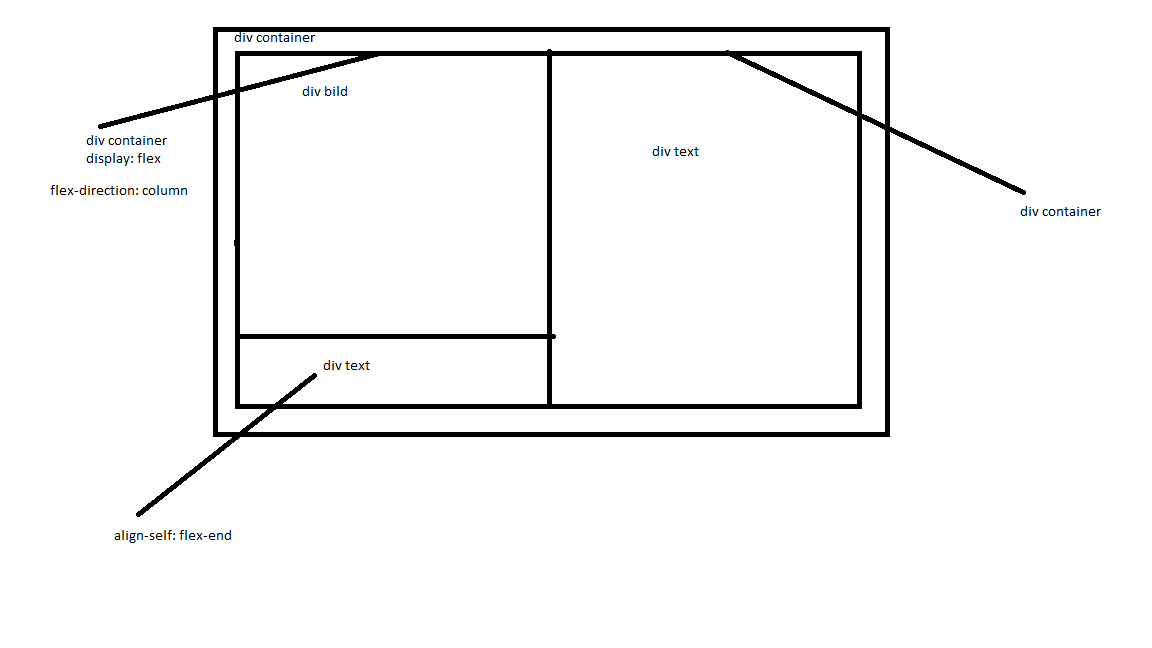 div container
div bild
div container
display: flex
flex-direction: column
div text
div container
div text
align-self: flex-end